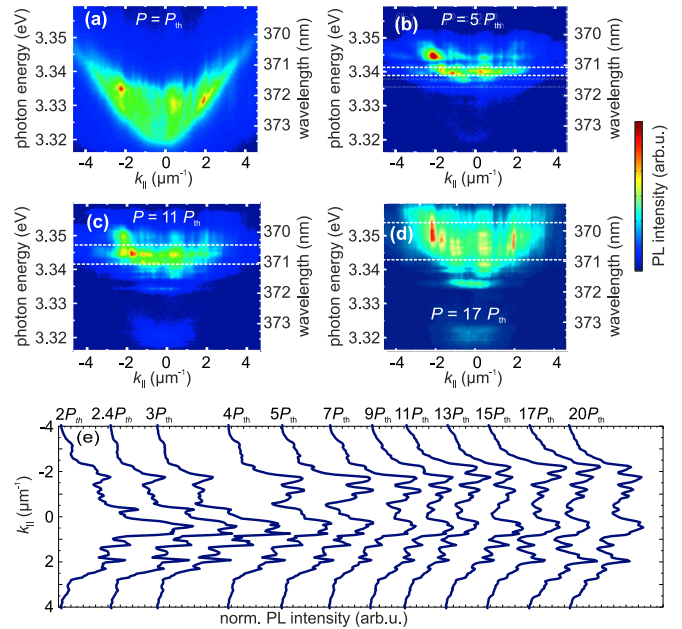 (a) P = Pth
photon energy (eV)
3.35
3.34
3.33
3.32
370
371
372
373
wavelength (nm)
-4 -2 0 2 4
k|| (µm⁻¹)
(b) P = 5 Pth
photon energy (eV)
3.35
3.34
3.33
3.32
370
371
372
373
wavelength (nm)
-4 -2 0 2 4
k|| (µm⁻¹)
PL intensity (arb.u.)
(c) P = 11 Pth
photon energy (eV)
3.35
3.34
3.33
3.32
370
371
372
373
wavelength (nm)
-4 -2 0 2 4
k|| (µm⁻¹)
(d)
P = 17 Pth
photon energy (eV)
3.35
3.34
3.33
3.32
370
371
372
373
wavelength (nm)
-4 -2 0 2 4
k|| (µm⁻¹)
2Pth 2.4Pth 3Pth 4Pth 5Pth 7Pth 9Pth 11Pth 13Pth 15Pth 17Pth 20Pth
(e)
-4
-2
0
2
4
k|| (µm⁻¹)
norm. PL intensity (arb.u.)